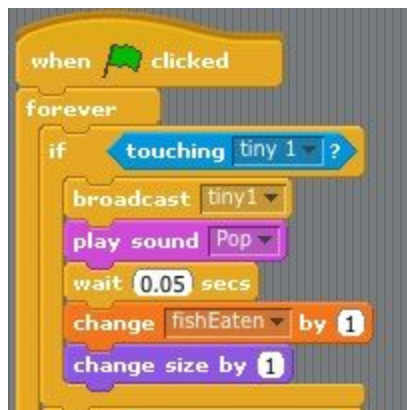 when clicked
forever
if touching tiny 1 ?
broadcast tiny1
play sound Pop
wait 0.05 secs
change fishEaten by 1
change size by 1